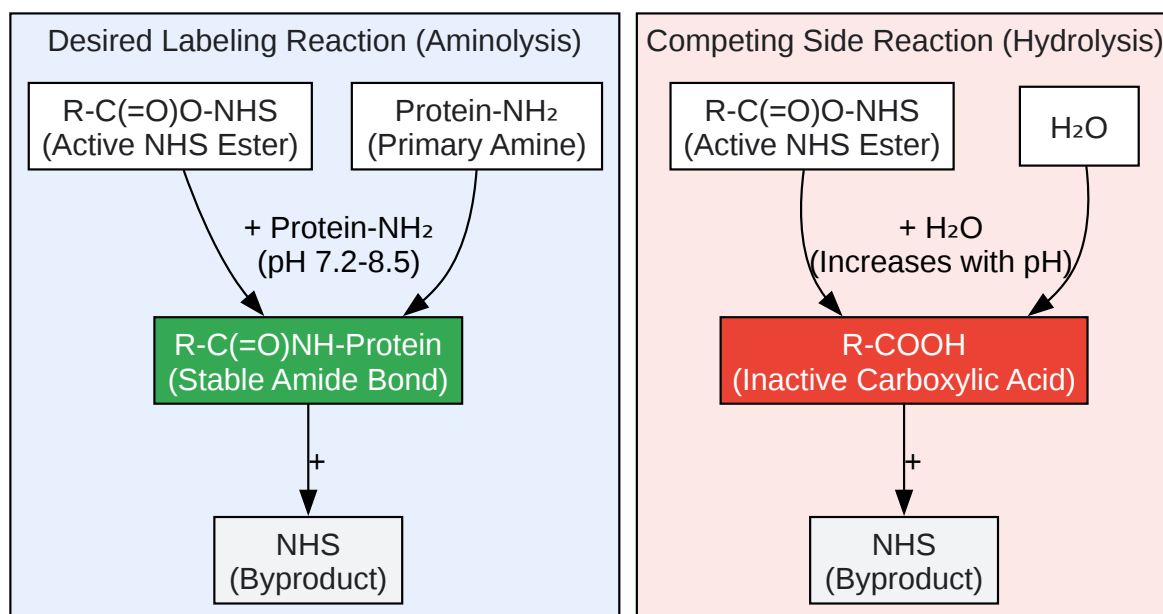 Desired Labeling Reaction (Aminolysis)
R-C(=O)O-NHS
(Active NHS Ester)
Protein-NH₂
(Primary Amine)
+ Protein-NH₂
(pH 7.2-8.5)
R-C(=O)NH-Protein
(Stable Amide Bond)
+
NHS
(Byproduct)
Competing Side Reaction (Hydrolysis)
R-C(=O)O-NHS
(Active NHS Ester)
H₂O
+ H₂O
(Increases with pH)
R-COOH
(Inactive Carboxylic Acid)
+
NHS
(Byproduct)